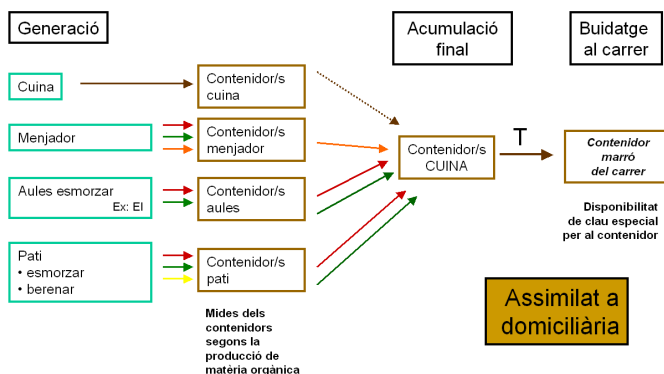 Generació
Acumulació
final
Buidatge
al carrer
Cuina
Contenidor/s
cuina
Menjador
Contenidor/s
menjador
Aules esmorzar
Ex: EI
Contenidor/s
aules
Pati
• esmorzar
• berenar
Contenidor/s
pati
Contenidor/s
CUINA
T
Contenidor
marró
del carrer
Disponibilitat
de clau especial
per al contenidor
Mides dels
contenidors
segons la
producció de
matèria orgànica
Assimilat a
domiciliària